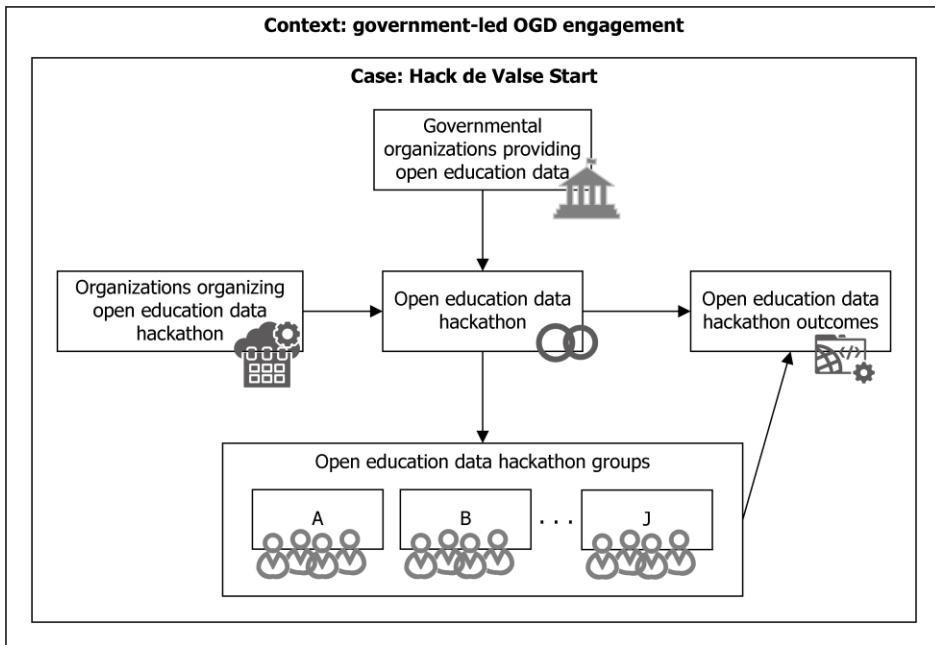 Context: government-led OGD engagement
Case: Hack de Valse Start
Governmental
organizations providing
open education data
Organizations organizing
open education data
hackathon
Open education data
hackathon
Open education data
hackathon outcomes
</>
Open education data hackathon groups
A
B
. . .
J